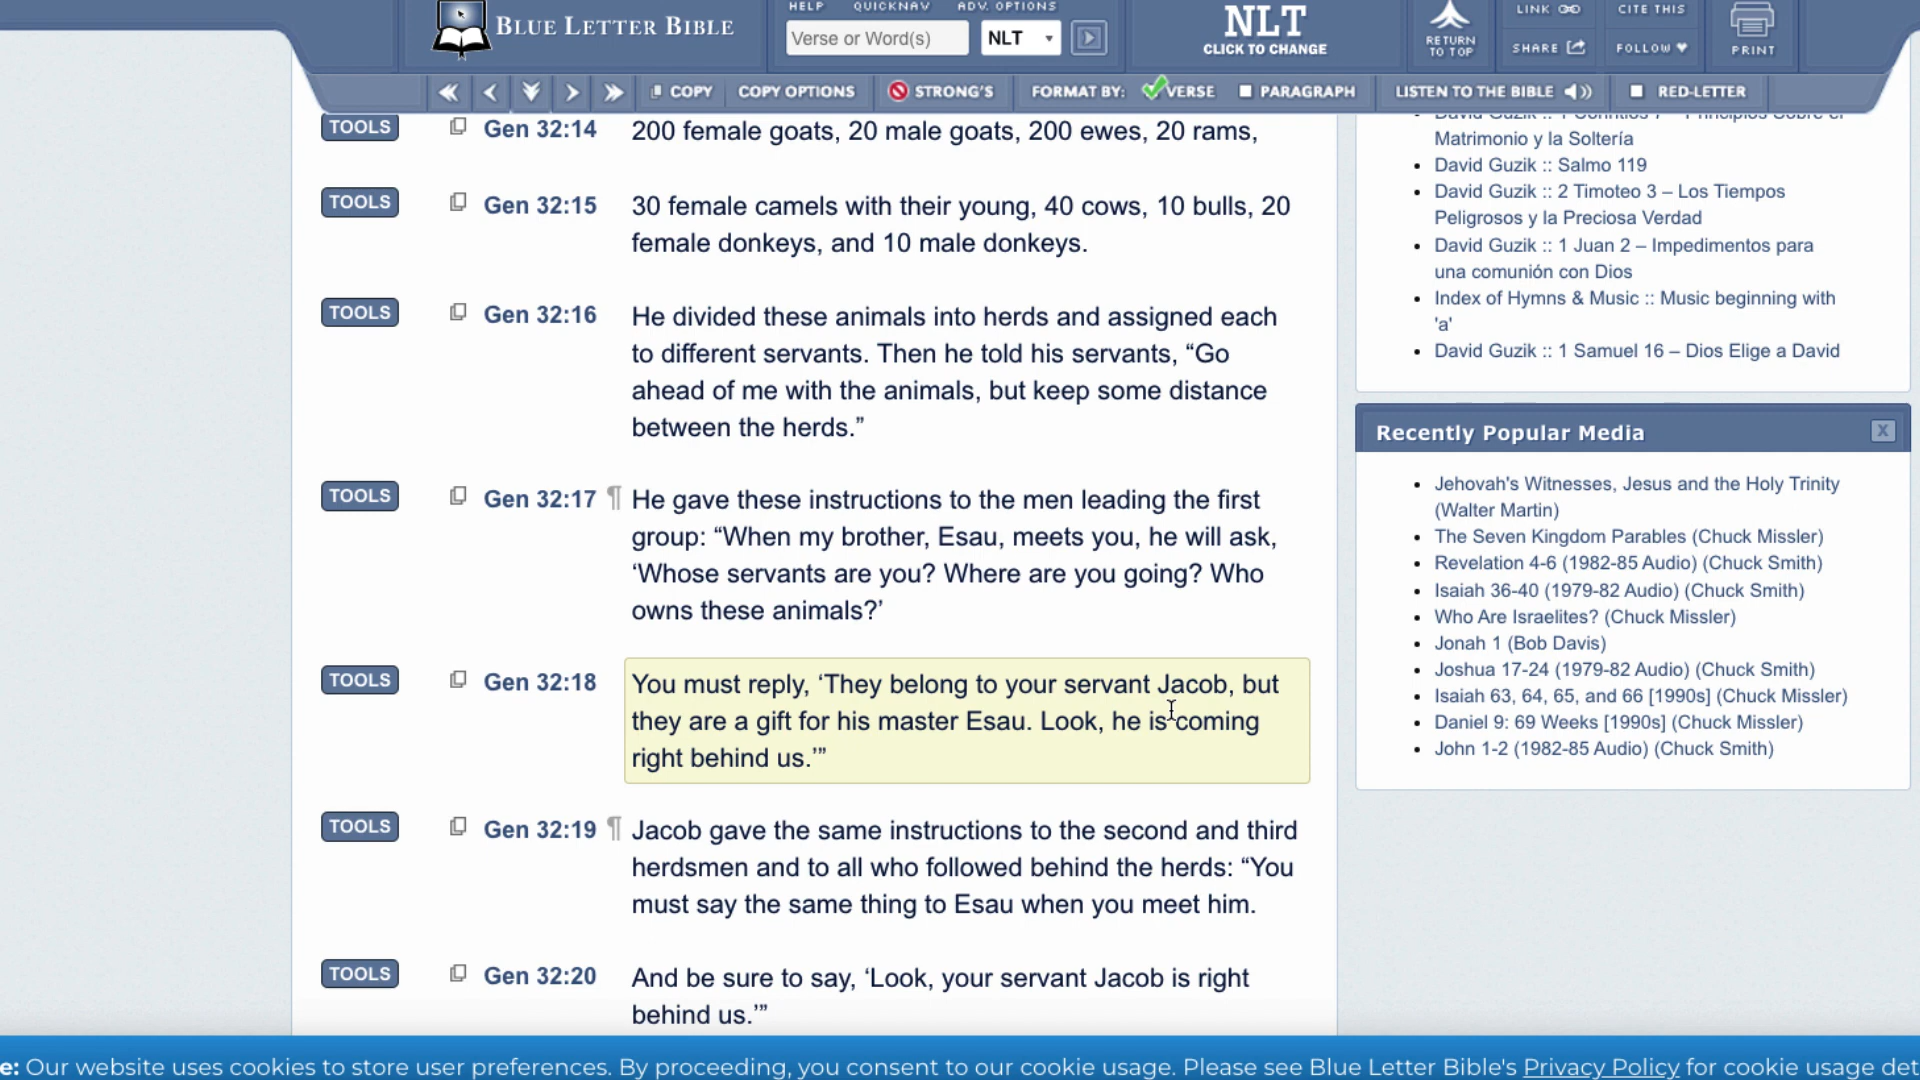 HELP QUICKNAV ADV. OPTIONS
BLUE LETTER BIBLE
Verse or Word(s)
NLT
NLT
CLICK TO CHANGE
RETURN
TO TOP
LINK
CITE THIS
SHARE
FOLLOW
PRINT
COPY
COPY OPTIONS
STRONG'S
FORMAT BY:
VERSE
PARAGRAPH
LISTEN TO THE BIBLE
RED-LETTER
TOOLS
Gen 32:14
200 female goats, 20 male goats, 200 ewes, 20 rams,
TOOLS
Gen 32:15
30 female camels with their young, 40 cows, 10 bulls, 20
female donkeys, and 10 male donkeys.
TOOLS
Gen 32:16
He divided these animals into herds and assigned each
to different servants. Then he told his servants, “Go
ahead of me with the animals, but keep some distance
between the herds.”
TOOLS
Gen 32:17 ¶
He gave these instructions to the men leading the first
group: “When my brother, Esau, meets you, he will ask,
‘Whose servants are you? Where are you going? Who
owns these animals?’
TOOLS
Gen 32:18
You must reply, ‘They belong to your servant Jacob, but
they are a gift for his master Esau. Look, he is coming
right behind us.’”
TOOLS
Gen 32:19 ¶
Jacob gave the same instructions to the second and third
herdsmen and to all who followed behind the herds: “You
must say the same thing to Esau when you meet him.
TOOLS
Gen 32:20
And be sure to say, ‘Look, your servant Jacob is right
behind us.’”
David Guzik :: 1 Corintios 7 – Principios Sobre el
Matrimonio y la Soltería
David Guzik :: Salmo 119
David Guzik :: 2 Timoteo 3 – Los Tiempos
Peligrosos y la Preciosa Verdad
David Guzik :: 1 Juan 2 – Impedimentos para
una comunión con Dios
Index of Hymns & Music :: Music beginning with
'a'
David Guzik :: 1 Samuel 16 – Dios Elige a David
Recently Popular Media
X
Jehovah's Witnesses, Jesus and the Holy Trinity
(Walter Martin)
The Seven Kingdom Parables (Chuck Missler)
Revelation 4-6 (1982-85 Audio) (Chuck Smith)
Isaiah 36-40 (1979-82 Audio) (Chuck Smith)
Who Are Israelites? (Chuck Missler)
Jonah 1 (Bob Davis)
Joshua 17-24 (1979-82 Audio) (Chuck Smith)
Isaiah 63, 64, 65, and 66 [1990s] (Chuck Missler)
Daniel 9: 69 Weeks [1990s] (Chuck Missler)
John 1-2 (1982-85 Audio) (Chuck Smith)
e: Our website uses cookies to store user preferences. By proceeding, you consent to our cookie usage. Please see Blue Letter Bible's Privacy Policy for cookie usage det